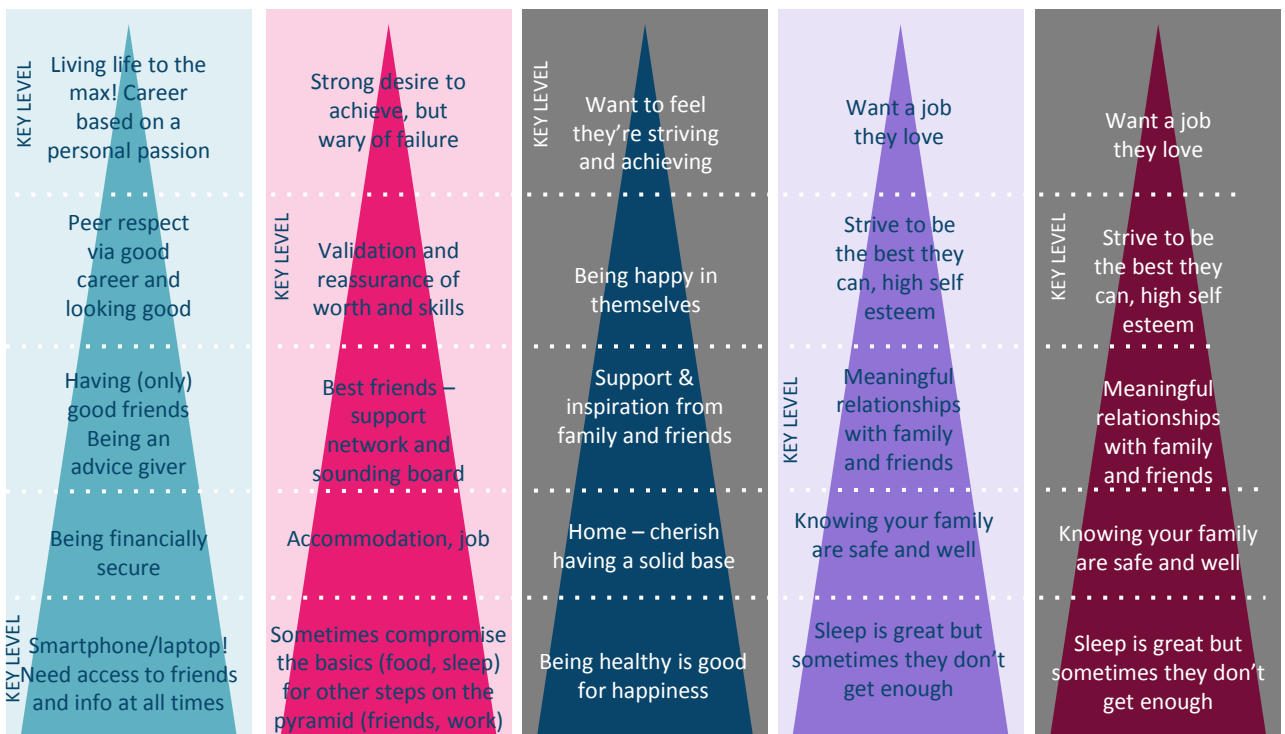 KEY LEVEL
Living life to the
max! Career
based on a
personal passion
Peer respect
via good
career and
looking good
Having (only)
good friends
Being an
advice giver
Being financially
secure
KEY LEVEL
Smartphone/laptop!
Need access to friends
and info at all times
Strong desire to
achieve, but
wary of failure
KEY LEVEL
Validation and
reassurance of
worth and skills
Best friends –
support
network and
sounding board
Accommodation, job
Sometimes compromise
the basics (food, sleep)
for other steps on the
pyramid (friends, work)
KEY LEVEL
Want to feel
they're striving
and achieving
Being happy in
themselves
Support &
inspiration from
family and friends
Home – cherish
having a solid base
Being healthy is good
for happiness
Want a job
they love
Strive to be
the best they
can, high self
esteem
KEY LEVEL
Meaningful
relationships
with family
and friends
Knowing your family
are safe and well
Sleep is great but
sometimes they don't
get enough
Want a job
they love
KEY LEVEL
Strive to be
the best they
can, high self
esteem
Meaningful
relationships
with family
and friends
Knowing your family
are safe and well
Sleep is great but
sometimes they don't
get enough